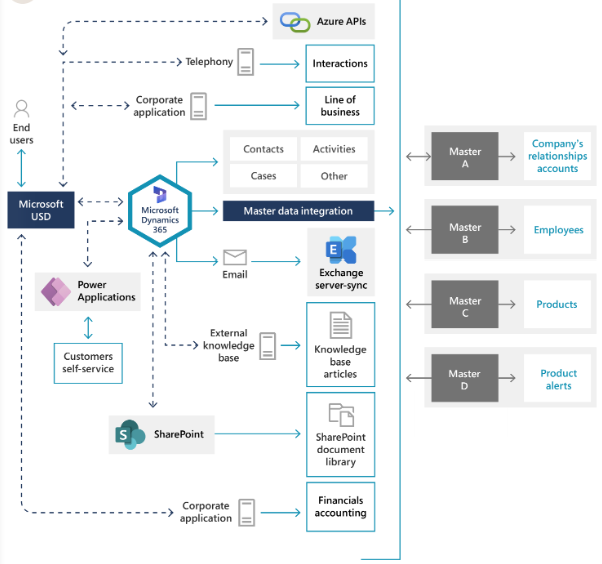 Azure APIs
Telephony
Interactions
Corporate
application
Line of
business
End
users
Contacts
Activities
Cases
Other
Microsoft
USD
Microsoft
Dynamics
365
Master data integration
Email
E
Exchange
server-sync
Power
Applications
Customers
self-service
External
knowledge
base
Knowledge
base
articles
S
SharePoint
SharePoint
document
library
Corporate
application
Financials
accounting
Master
A
Company's
relationships
accounts
Master
B
Employees
Master
C
Products
Master
D
Product
alerts